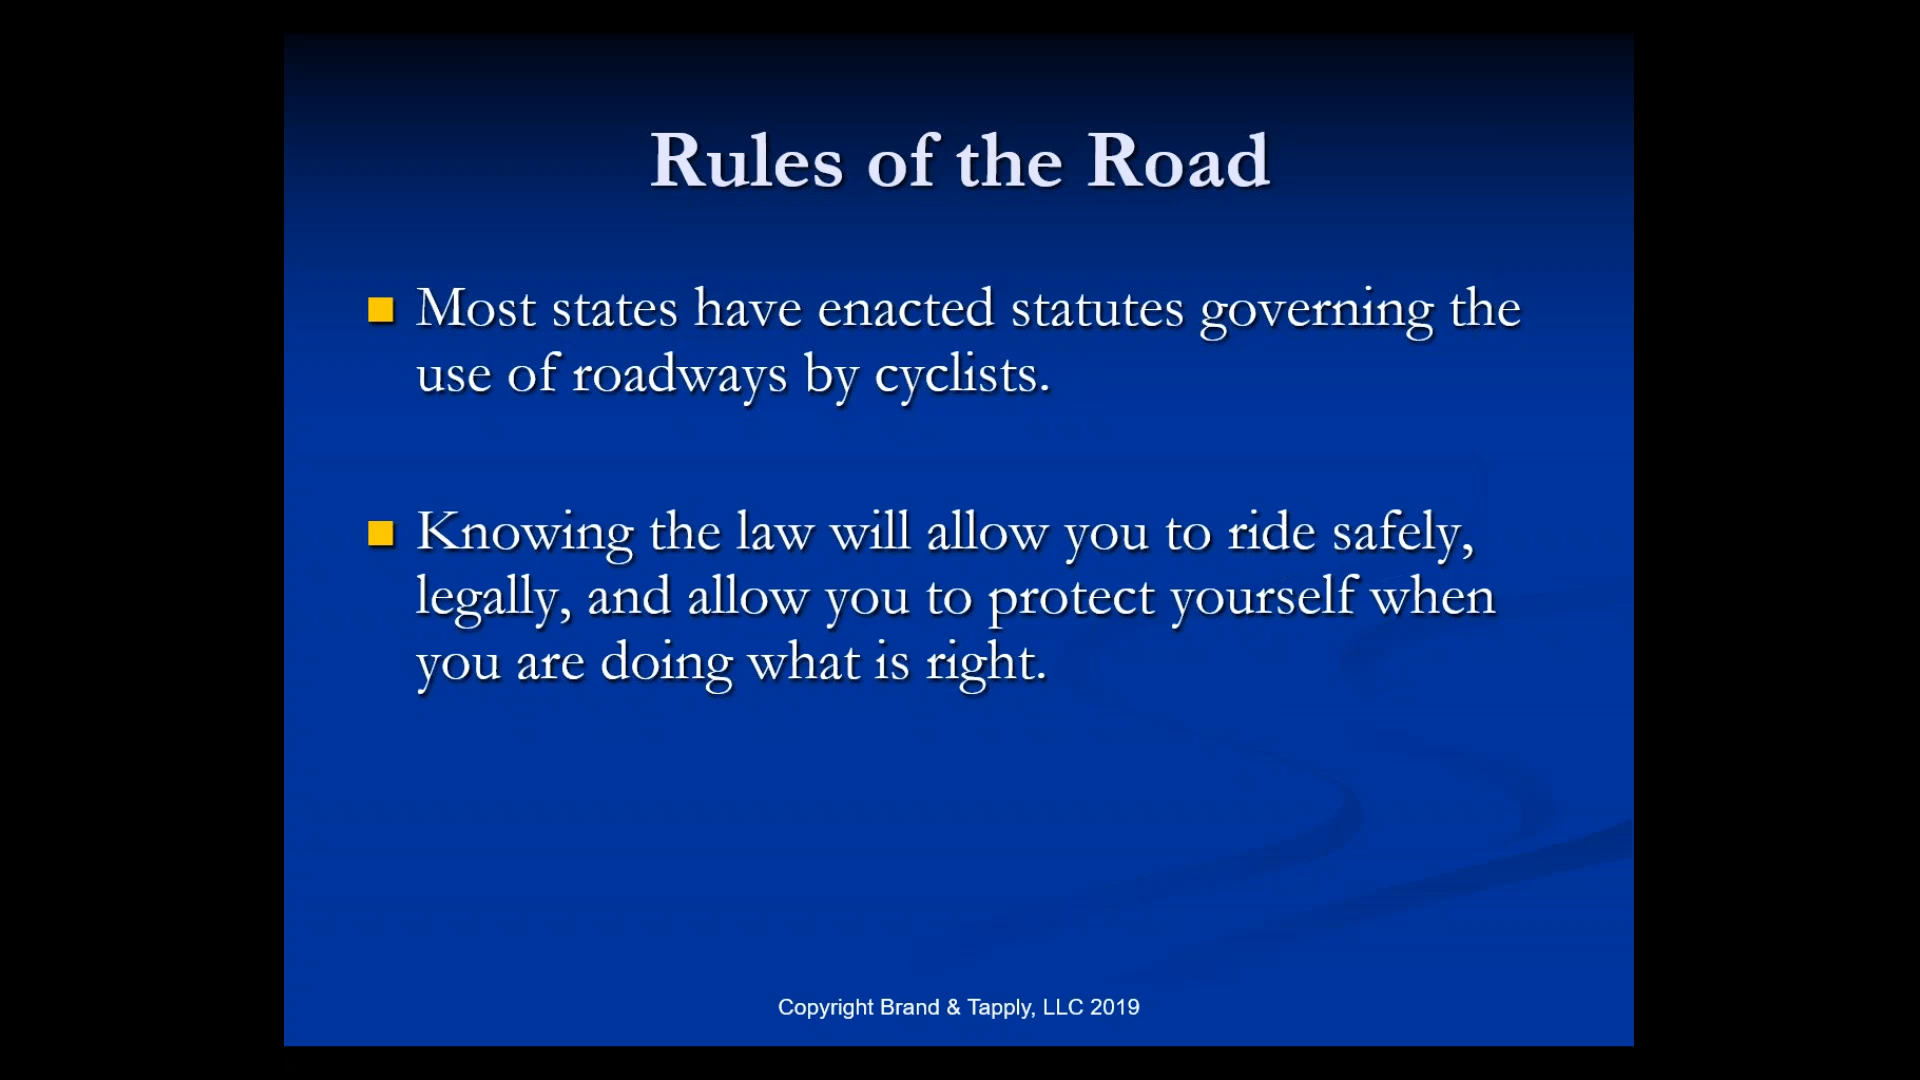 Rules of the Road
Most states have enacted statutes governing the
use of roadways by cyclists.
Knowing the law will allow you to ride safely,
legally, and allow you to protect yourself when
you are doing what is right.
Copyright Brand & Tapply, LLC 2019